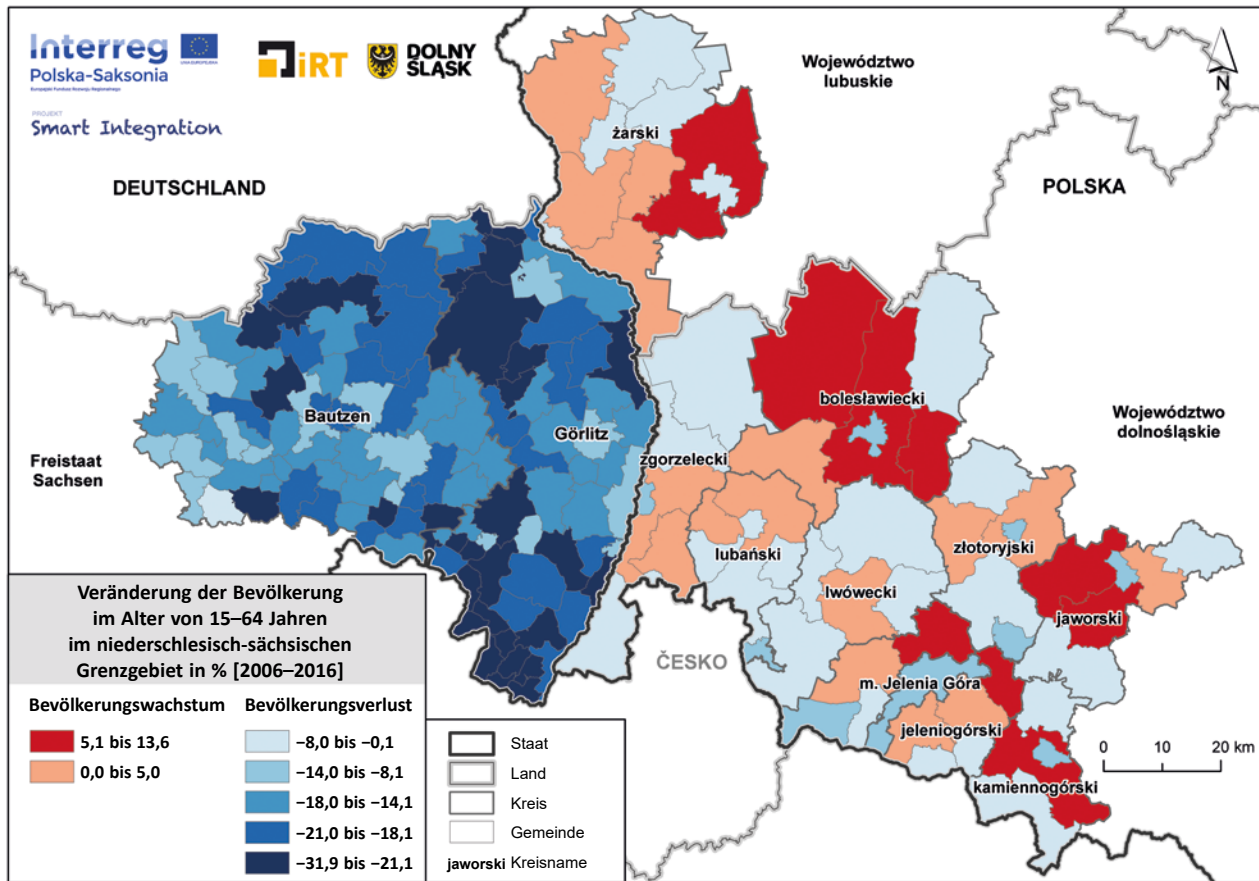 Interreg
UNIA EUROPEJSKA
Polska-Saksonia
Europejski Fundusz Rozwoju Regionalnego
iRT
DOLNY
ŚLĄSK
PROJEKT
Smart Integration
Województwo
lubuskie
N
DEUTSCHLAND
POLSKA
żarski
Bautzen
Görlitz
Freistaat
Sachsen
bolesławiecki
zgorzelecki
Województwo
dolnośląskie
lubański
złotoryjski
lwówecki
jaworski
ČESKO
m. Jelenia Góra
jeleniogórski
kamiennogórski
0 10 20 km
Veränderung der Bevölkerung
im Alter von 15–64 Jahren
im niederschlesisch-sächsischen
Grenzgebiet in % [2006–2016]
Bevölkerungswachstum
5,1 bis 13,6
0,0 bis 5,0
Bevölkerungsverlust
−8,0 bis −0,1
−14,0 bis −8,1
−18,0 bis −14,1
−21,0 bis −18,1
−31,9 bis −21,1
Staat
Land
Kreis
Gemeinde
jaworski Kreisname